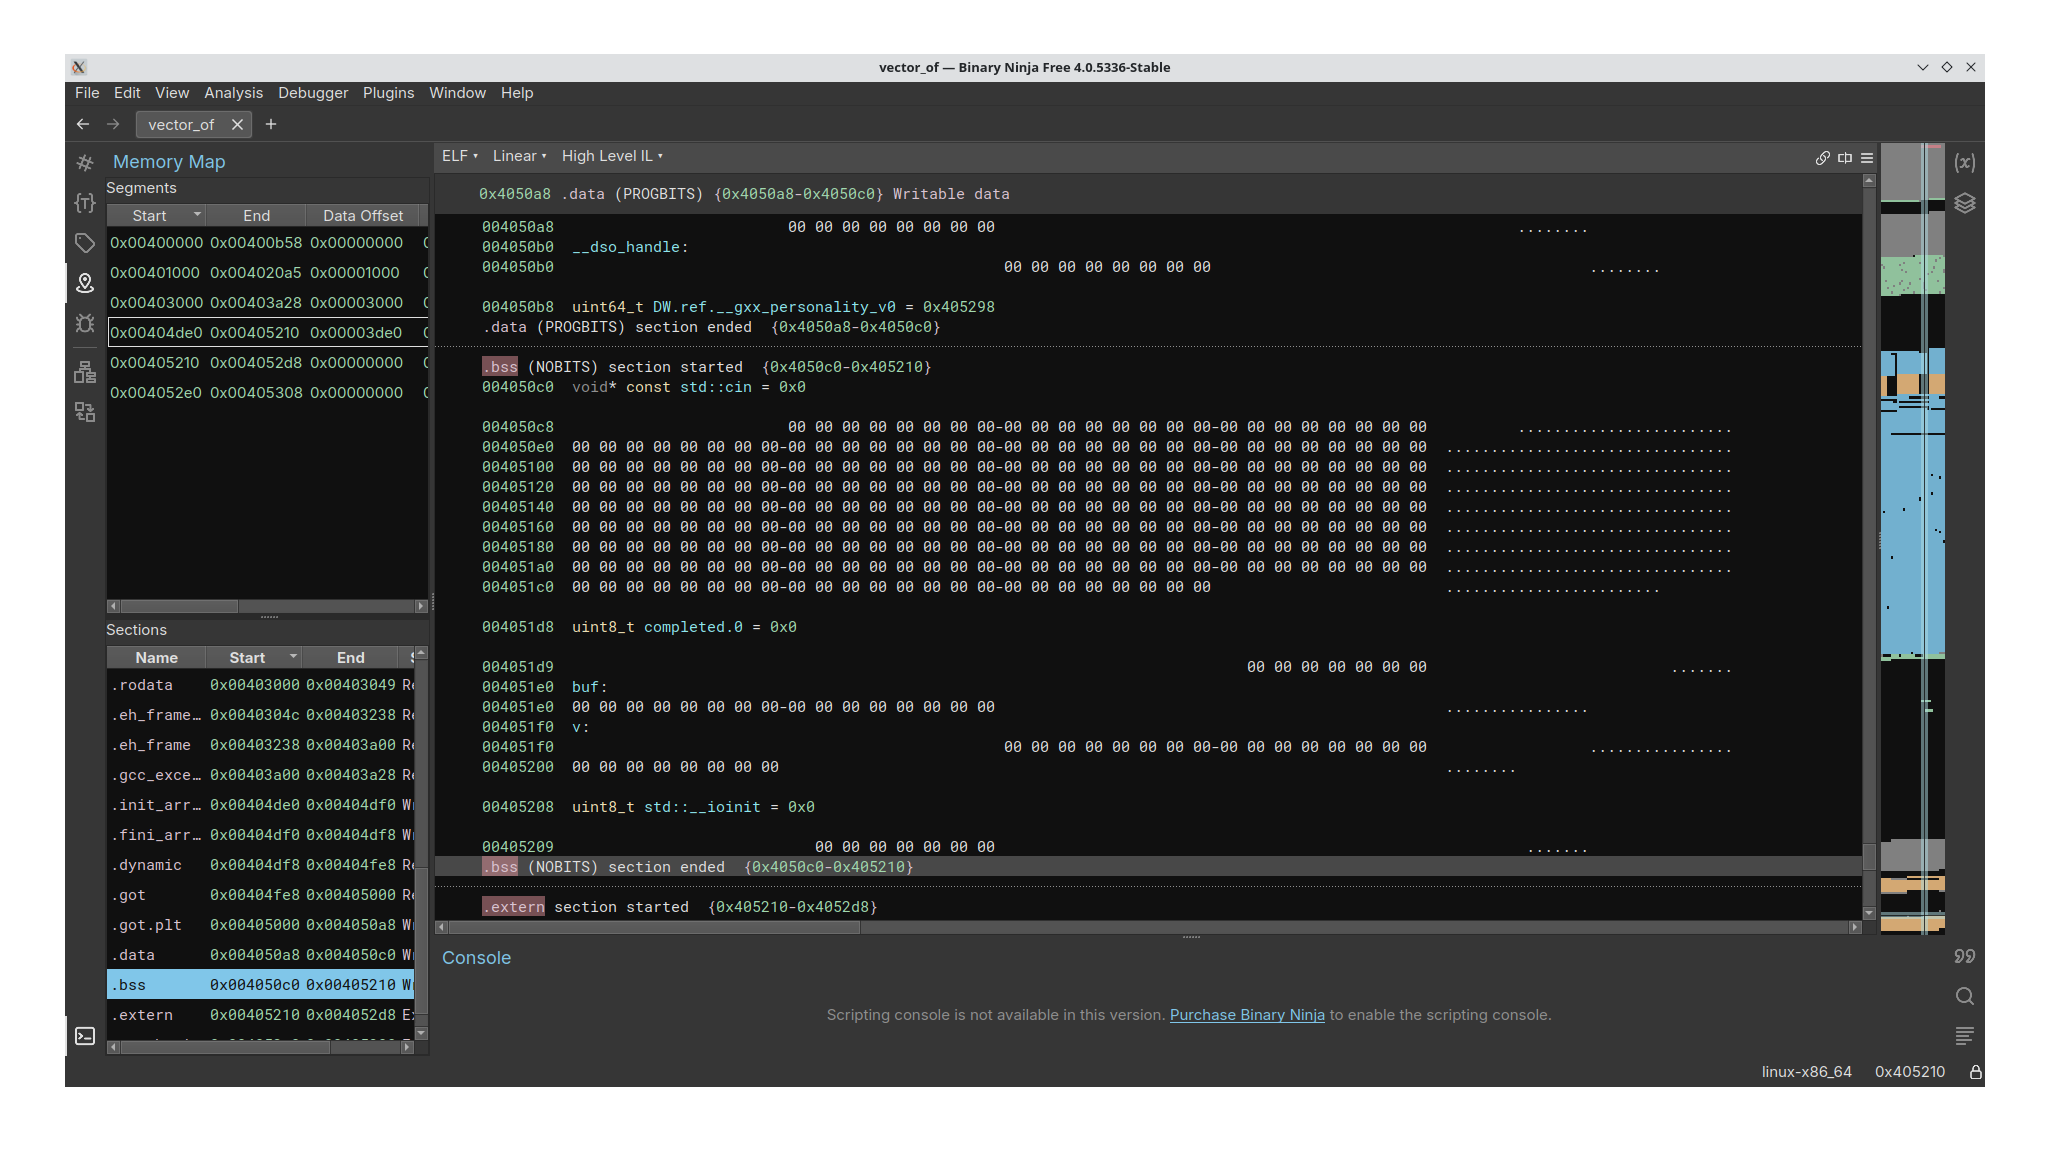 vector_of — Binary Ninja Free 4.0.5336-Stable
File Edit View Analysis Debugger Plugins Window Help
vector_of
Memory Map
Segments
Start End Data Offset
0x00400000 0x00400b58 0x00000000
0x00401000 0x004020a5 0x00001000
0x00403000 0x00403a28 0x00003000
0x00404de0 0x00405210 0x00003de0
0x00405210 0x004052d8 0x00000000
0x004052e0 0x00405308 0x00000000
Sections
Name Start End
.rodata 0x00403000 0x00403049 Re
.eh_frame… 0x0040304c 0x00403238 Re
.eh_frame 0x00403238 0x00403a00 Re
.gcc_exce… 0x00403a00 0x00403a28 Re
.init_arr… 0x00404de0 0x00404df0 Wr
.fini_arr… 0x00404df0 0x00404df8 Wr
.dynamic 0x00404df8 0x00404fe8 Re
.got 0x00404fe8 0x00405000 Re
.got.plt 0x00405000 0x004050a8 Wr
.data 0x004050a8 0x004050c0 Wr
.bss 0x004050c0 0x00405210 Wr
.extern 0x00405210 0x004052d8 Ex
ELF Linear High Level IL
0x4050a8 .data (PROGBITS) {0x4050a8-0x4050c0} Writable data
004050a8 00 00 00 00 00 00 00 00 ........
004050b0 __dso_handle:
004050b0 00 00 00 00 00 00 00 00 ........
004050b8 uint64_t DW.ref.__gxx_personality_v0 = 0x405298
.data (PROGBITS) section ended {0x4050a8-0x4050c0}
.bss (NOBITS) section started {0x4050c0-0x405210}
004050c0 void* const std::cin = 0x0
004050c8 00 00 00 00 00 00 00 00-00 00 00 00 00 00 00 00-00 00 00 00 00 00 00 00 ........................
004050e0 00 00 00 00 00 00 00 00-00 00 00 00 00 00 00 00-00 00 00 00 00 00 00 00-00 00 00 00 00 00 00 00 ................................
00405100 00 00 00 00 00 00 00 00-00 00 00 00 00 00 00 00-00 00 00 00 00 00 00 00-00 00 00 00 00 00 00 00 ................................
00405120 00 00 00 00 00 00 00 00-00 00 00 00 00 00 00 00-00 00 00 00 00 00 00 00-00 00 00 00 00 00 00 00 ................................
00405140 00 00 00 00 00 00 00 00-00 00 00 00 00 00 00 00-00 00 00 00 00 00 00 00-00 00 00 00 00 00 00 00 ................................
00405160 00 00 00 00 00 00 00 00-00 00 00 00 00 00 00 00-00 00 00 00 00 00 00 00-00 00 00 00 00 00 00 00 ................................
00405180 00 00 00 00 00 00 00 00-00 00 00 00 00 00 00 00-00 00 00 00 00 00 00 00-00 00 00 00 00 00 00 00 ................................
004051a0 00 00 00 00 00 00 00 00-00 00 00 00 00 00 00 00-00 00 00 00 00 00 00 00-00 00 00 00 00 00 00 00 ................................
004051c0 00 00 00 00 00 00 00 00-00 00 00 00 00 00 00 00-00 00 00 00 00 00 00 00 ........................
004051d8 uint8_t completed.0 = 0x0
004051d9 00 00 00 00 00 00 00 .......
004051e0 buf:
004051e0 00 00 00 00 00 00 00 00-00 00 00 00 00 00 00 00 ................
004051f0 v:
004051f0 00 00 00 00 00 00 00 00-00 00 00 00 00 00 00 00 ................
00405200 00 00 00 00 00 00 00 00 ........
00405208 uint8_t std::__ioinit = 0x0
00405209 00 00 00 00 00 00 00 .......
.bss (NOBITS) section ended {0x4050c0-0x405210}
.extern section started {0x405210-0x4052d8}
Console
Scripting console is not available in this version. Purchase Binary Ninja to enable the scripting console.
linux-x86_64 0x405210